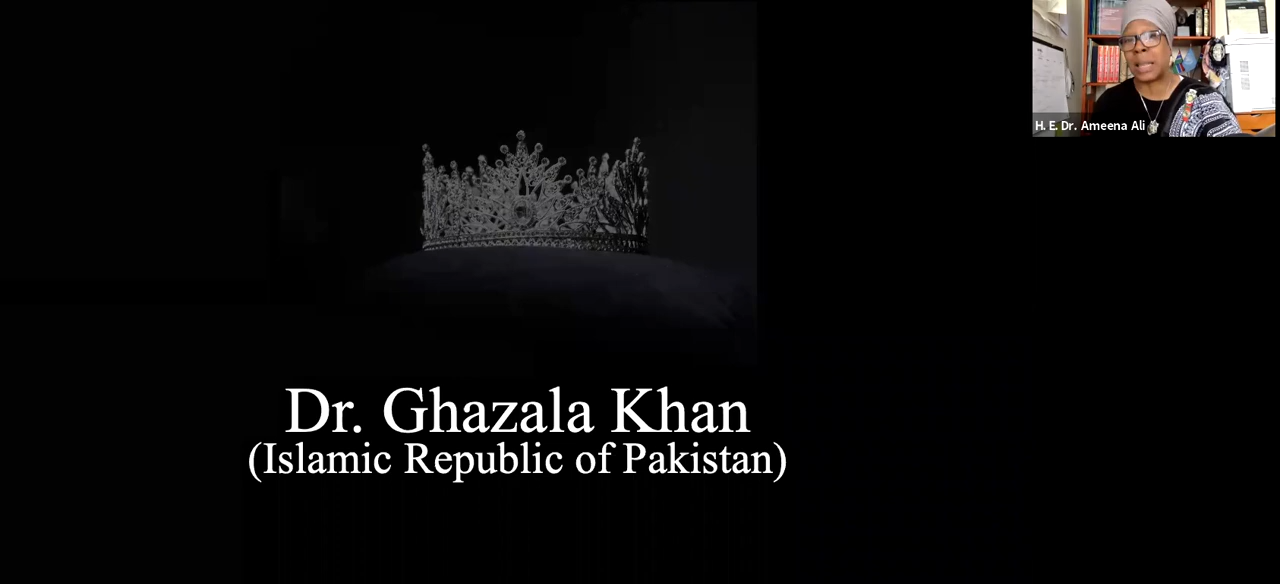 H. E. Dr. Ameena Ali
Dr. Ghazala Khan
(Islamic Republic of Pakistan)